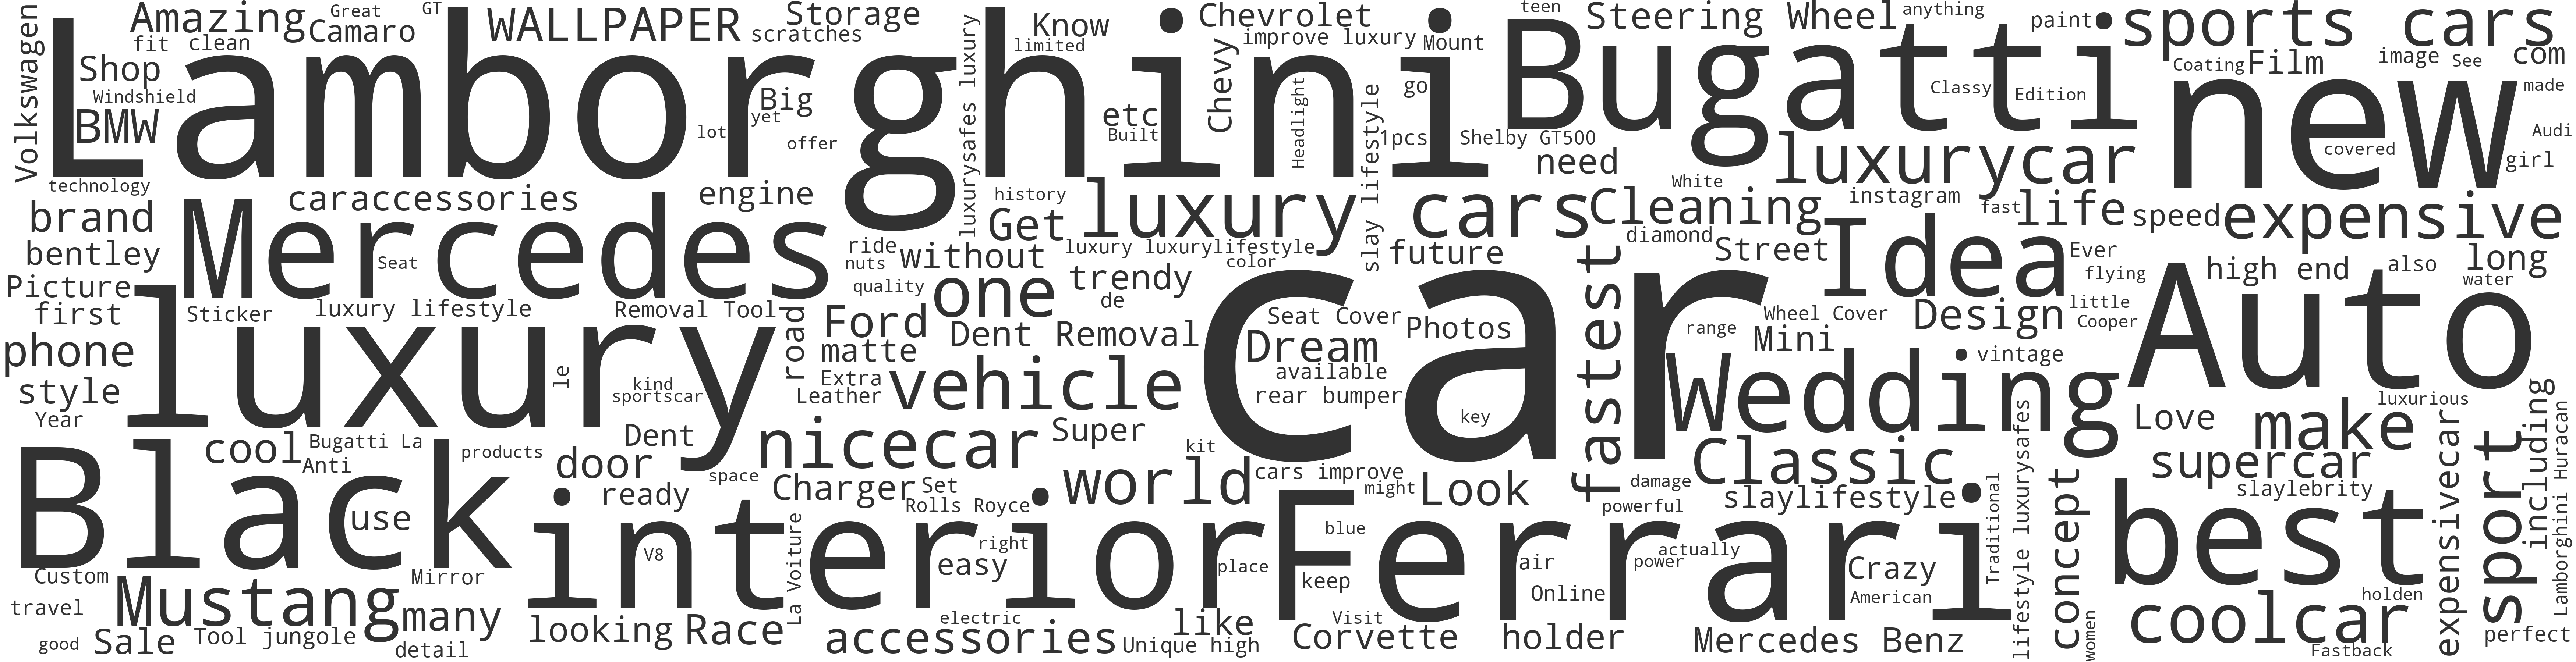 Volkswagen
Amazing
Great
GT
fit
clean
Camaro
WALLPAPER
Storage
scratches
Know
limited
Chevrolet
improve luxury
Mount
teen
Steering Wheel
anything
paint
sports cars
Shop
Windshield
BMW
Lamborghini
Big
yet
lot
offer
luxurysafes luxury
etc
Built
Chevy
Headlight
go
1pcs
slay lifestyle
Bugatti
Shelby GT500
need
Classy
Edition
Coating
Film
image
See
com
made
new
Audi
covered
girl
technology
brand
bentley
caraccessories
engine
Mercedes
Seat
history
Get
luxury cars
luxurycar
White
instagram
Cleaning
fast
life
speed
expensive
ride
nuts
without
luxury luxurylifestyle
color
future
diamond
Street
Idea
Ever
flying
high end
also
long
water
Picture
first
Sticker
luxury lifestyle
Removal Tool
quality
one
trendy
de
fastest
little
Cooper
Wheel Cover
Design
phone
style
Year
luxury
le
kind
sportscar
road
Ford
matte
Dent Removal
Extra
Leather
vehicle
car
Seat Cover
Dream
available
rear bumper
Photos
key
range
Mini
vintage
Auto
Wedding
luxurious
cool
Bugatti La
Anti
products
Dent
door
nicecar
Super
kit
Love
make
expensivecar
Black
use
ready
space
Charger
Set
Rolls Royce
world
cars improve
might
Look
Classic
damage
slaylifestyle
powerful
supercar
slaylebrity
including
Lamborghini Huracan
sport
interior
V8
La Voiture
right
easy
place
Ferrari
blue
keep
air
Online
actually
power
Crazy
American
Traditional
lifestyle luxurysafes
concept
women
best
holden
Custom
travel
good
Mustang
Sale
Tool jungole
Mirror
many
detail
looking
Race
electric
accessories
like
Unique high
Visit
Corvette
holder
Mercedes Benz
coolcar
Fastback
perfect